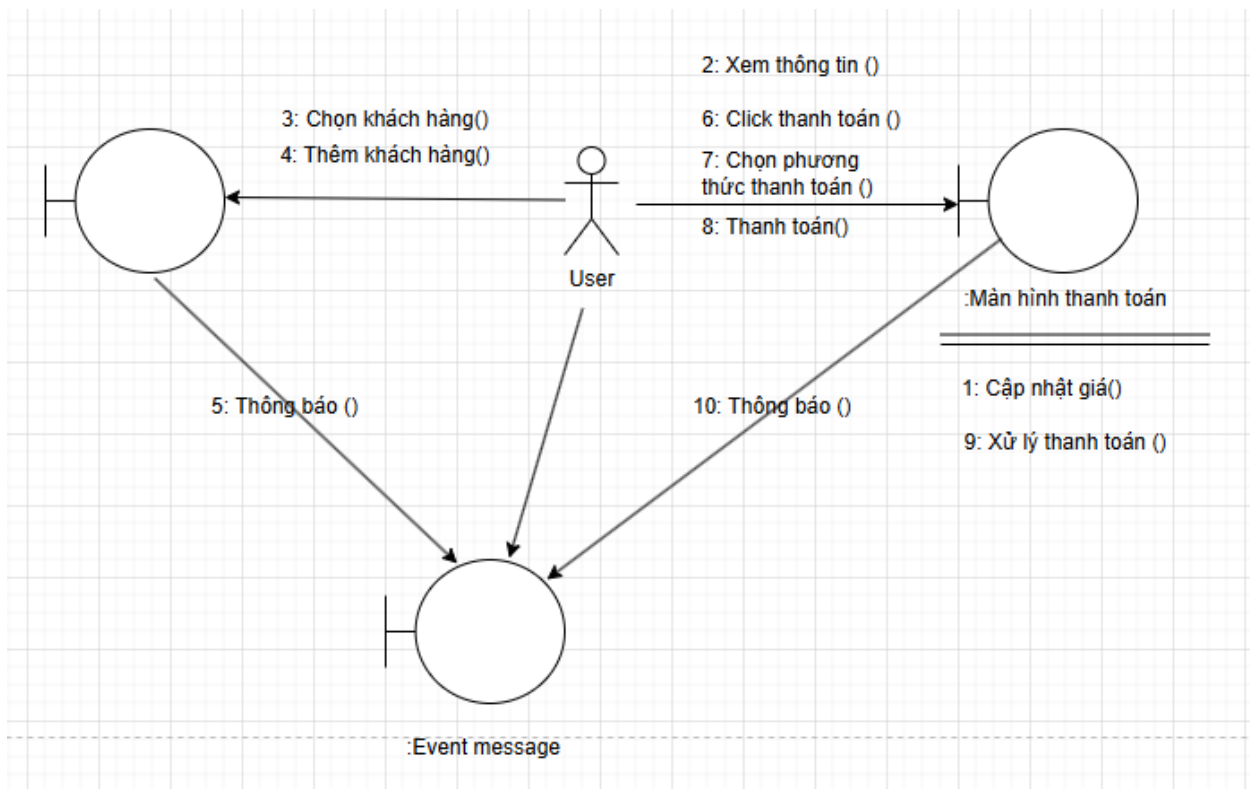 2: Xem thông tin ()
3: Chọn khách hàng()
6: Click thanh toán ()
4: Thêm khách hàng()
7: Chọn phương
thức thanh toán ()
8: Thanh toán()
User
:Màn hình thanh toán
1: Cập nhật giá()
5: Thông báo ()
10: Thông báo ()
9: Xử lý thanh toán ()
:Event message